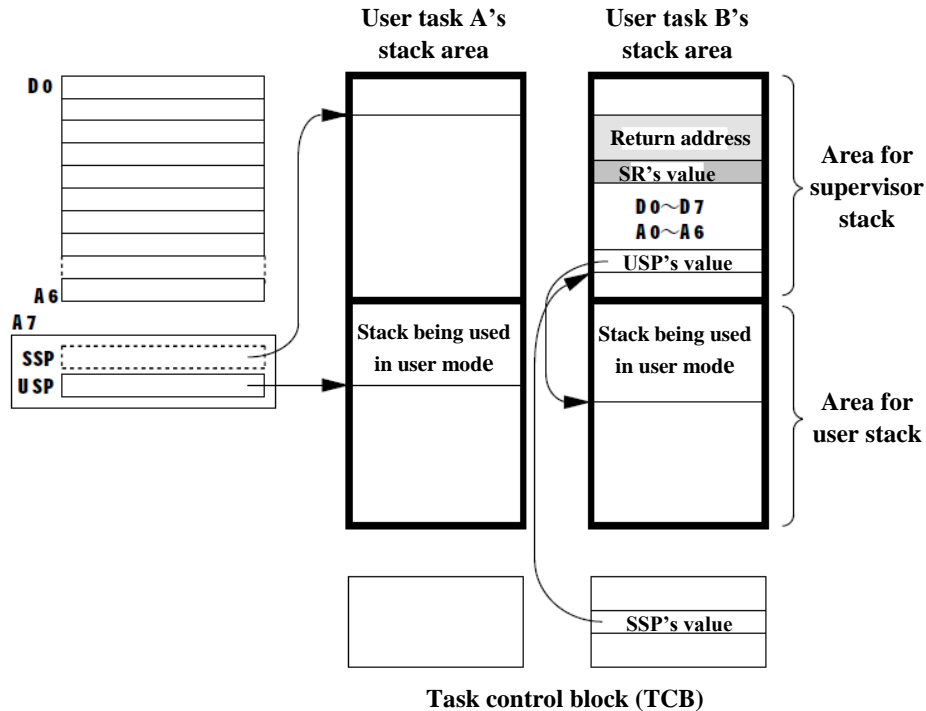 User task A’s
stack area
User task B’s
stack area
D0
A6
A7
SSP
USP
Stack being used
in user mode
Return address
SR’s value
D0～D7
A0～A6
USP’s value
Stack being used
in user mode
Area for
supervisor
stack
Area for
user stack
SSP’s value
Task control block (TCB)